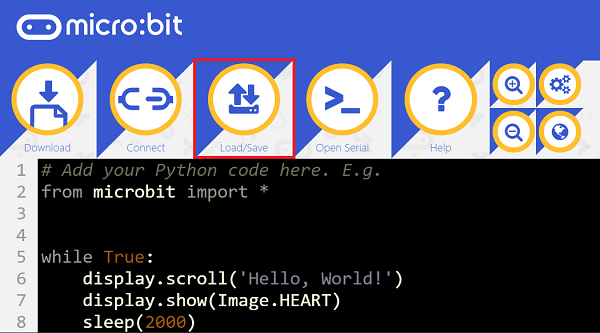 micro:bit
Download Connect Load/Save Open Serial Help
1 # Add your Python code here. E.g.
2 from microbit import *
3
4
5 while True:
6     display.scroll('Hello, World!')
7     display.show(Image.HEART)
8     sleep(2000)